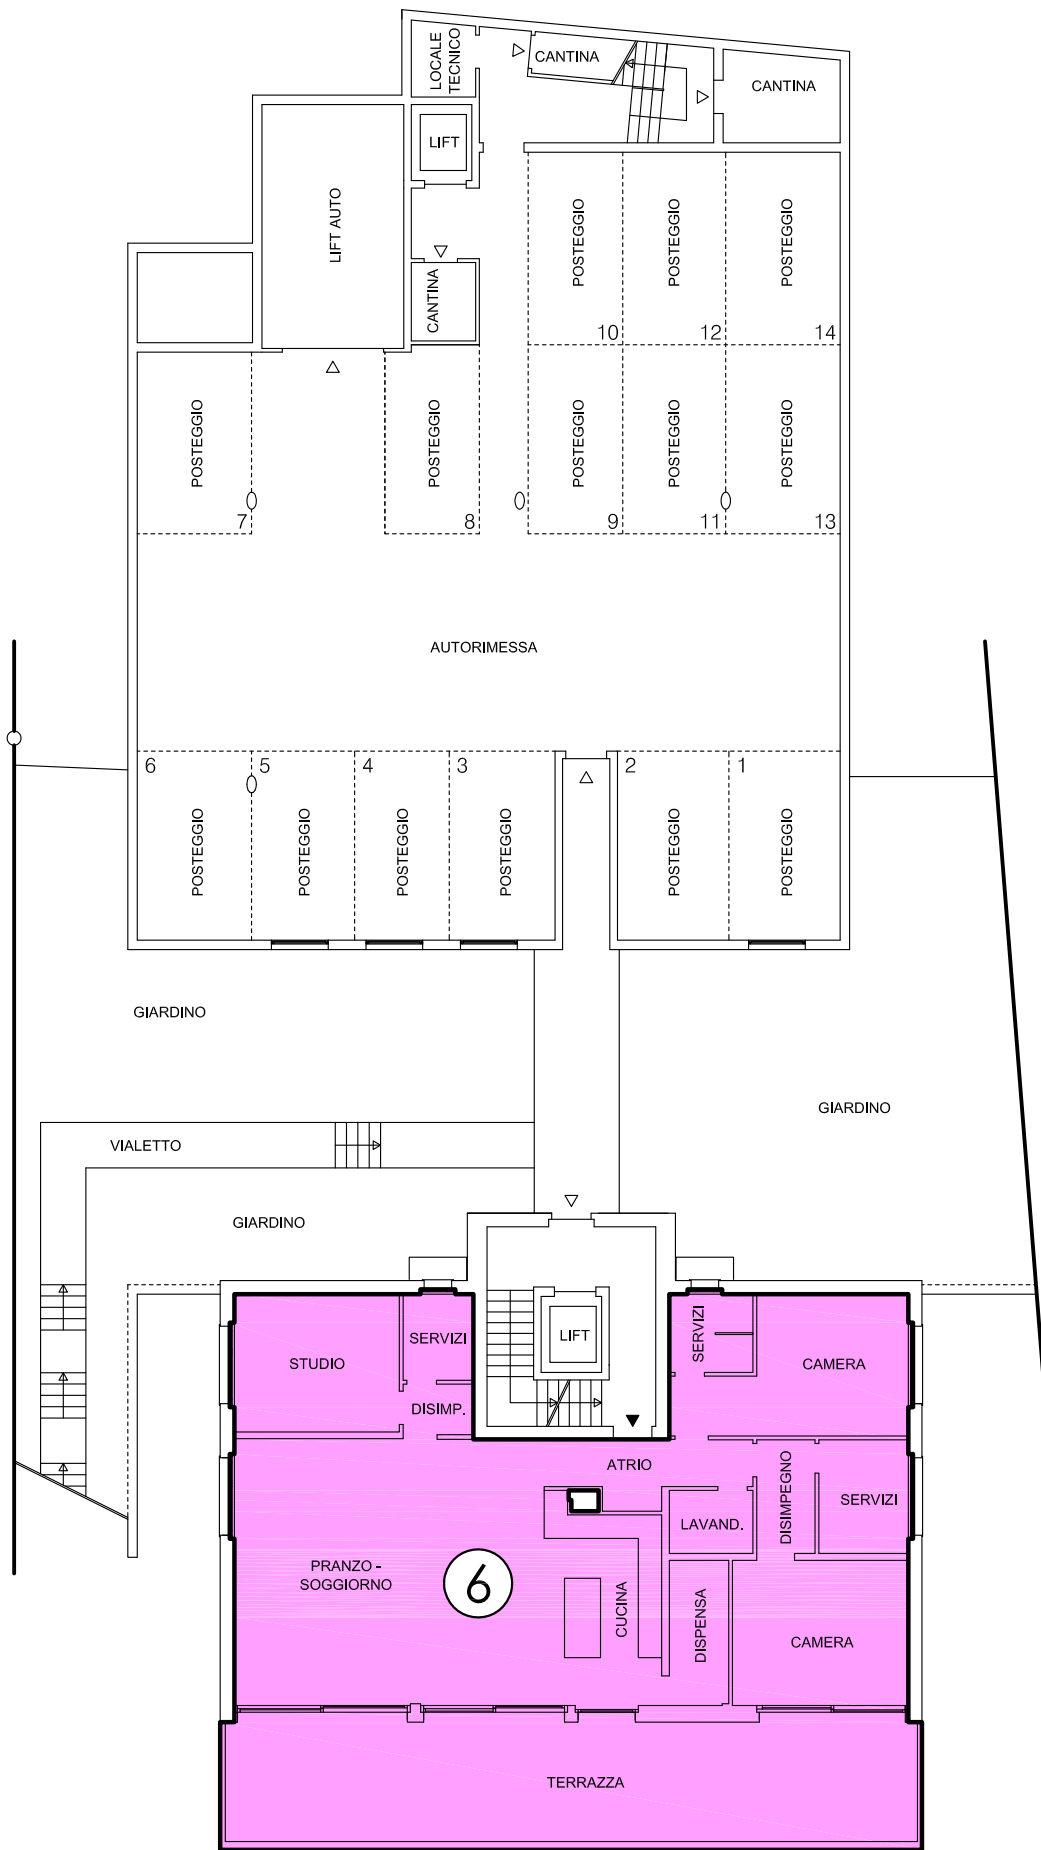 LOCALE
TECNICO
CANTINA
CANTINA
LIFT
LIFT AUTO
CANTINA
POSTEGGIO
POSTEGGIO
POSTEGGIO
10
12
14
POSTEGGIO
POSTEGGIO
POSTEGGIO
POSTEGGIO
POSTEGGIO
7
8
9
11
13
AUTORIMESSA
6
5
4
3
2
1
POSTEGGIO
POSTEGGIO
POSTEGGIO
POSTEGGIO
POSTEGGIO
POSTEGGIO
GIARDINO
GIARDINO
VIALETTO
GIARDINO
LIFT
SERVIZI
SERVIZI
STUDIO
CAMERA
DISIMP.
ATRIO
DISIMPEGNO
SERVIZI
LAVAND.
PRANZO -
SOGGIORNO
6
CUCINA
DISPENSA
CAMERA
TERRAZZA